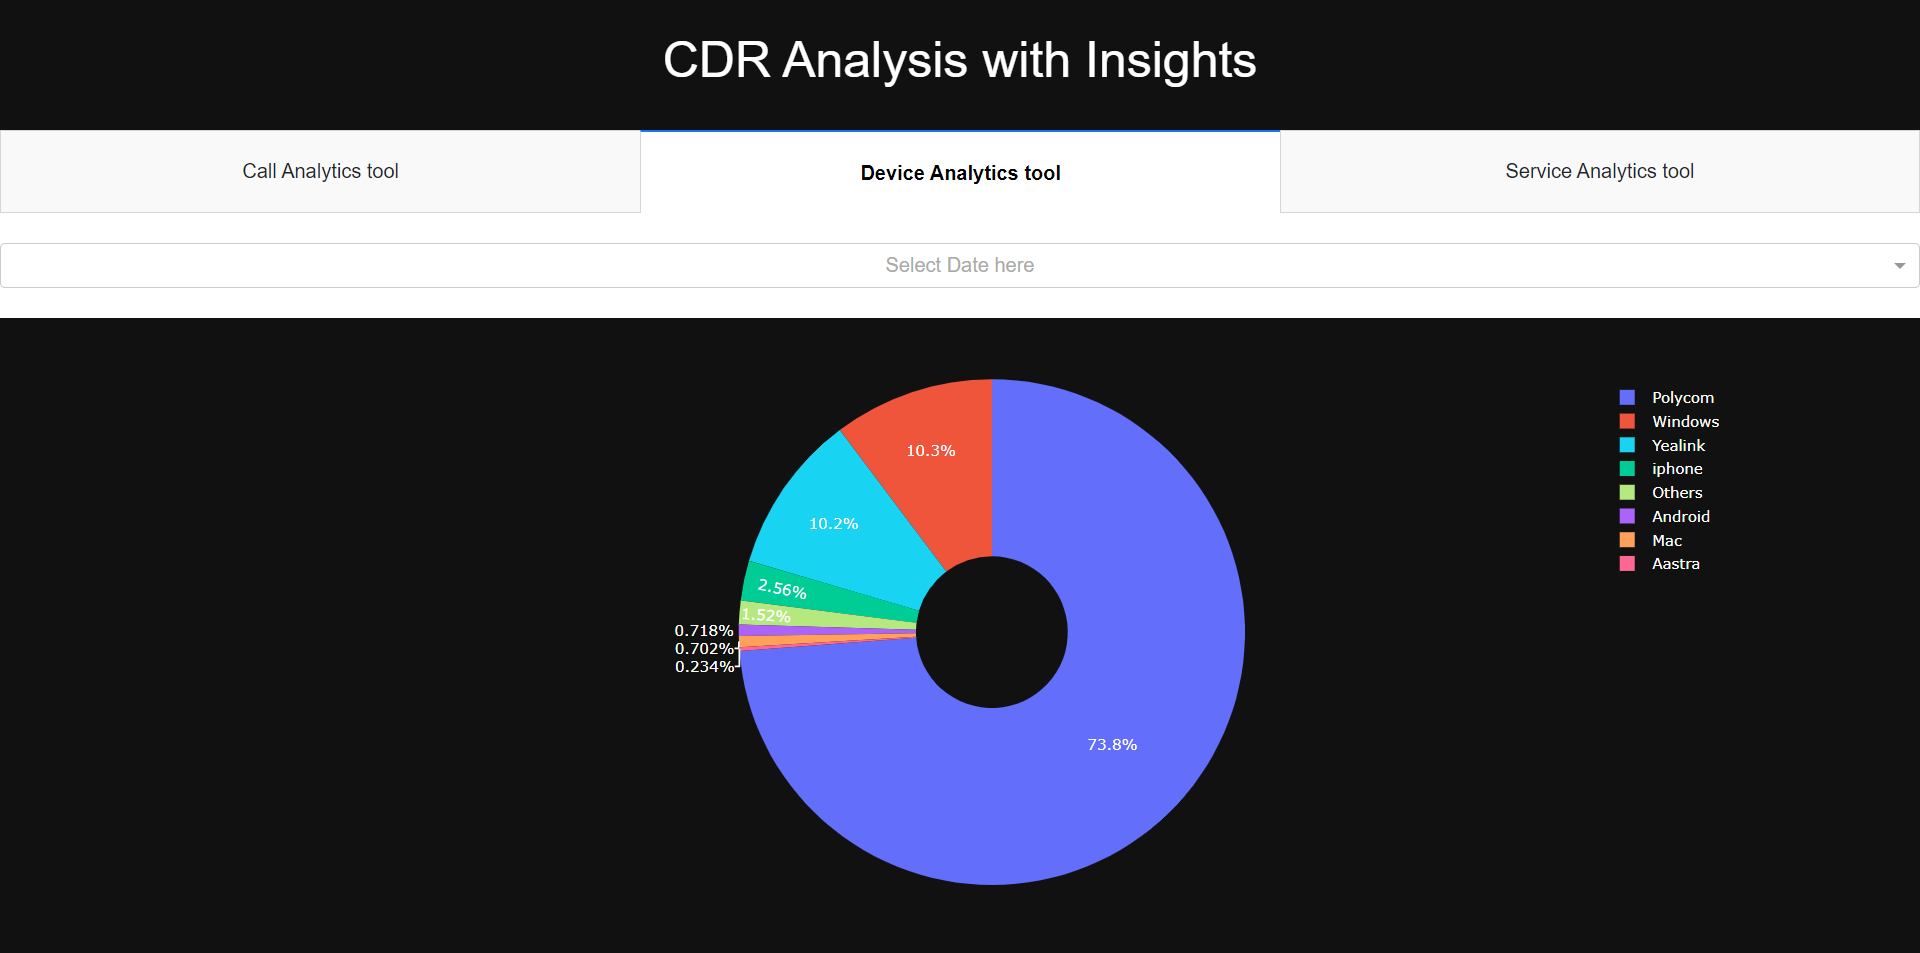 CDR Analysis with Insights
Call Analytics tool
Device Analytics tool
Service Analytics tool
Select Date here
10.3%
10.2%
2.56%
1.52%
0.718%
0.702%
0.234%
73.8%
Polycom
Windows
Yealink
iphone
Others
Android
Mac
Aastra